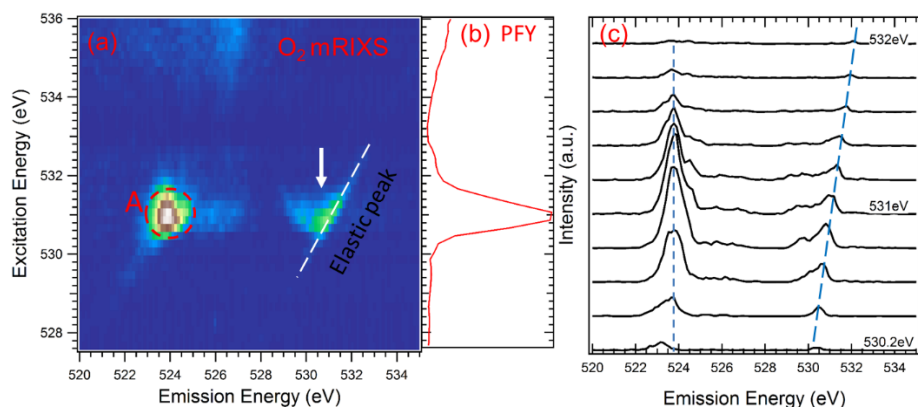 (a)
O₂ mRIXS
A
Elastic peak
Excitation Energy (eV)
536
534
532
530
528
520 522 524 526 528 530 532 534
Emission Energy (eV)
(b) PFY
(c)
532eV
531eV
530.2eV
Intensity (a.u.)
520 522 524 526 528 530 532 534
Emission Energy (eV)